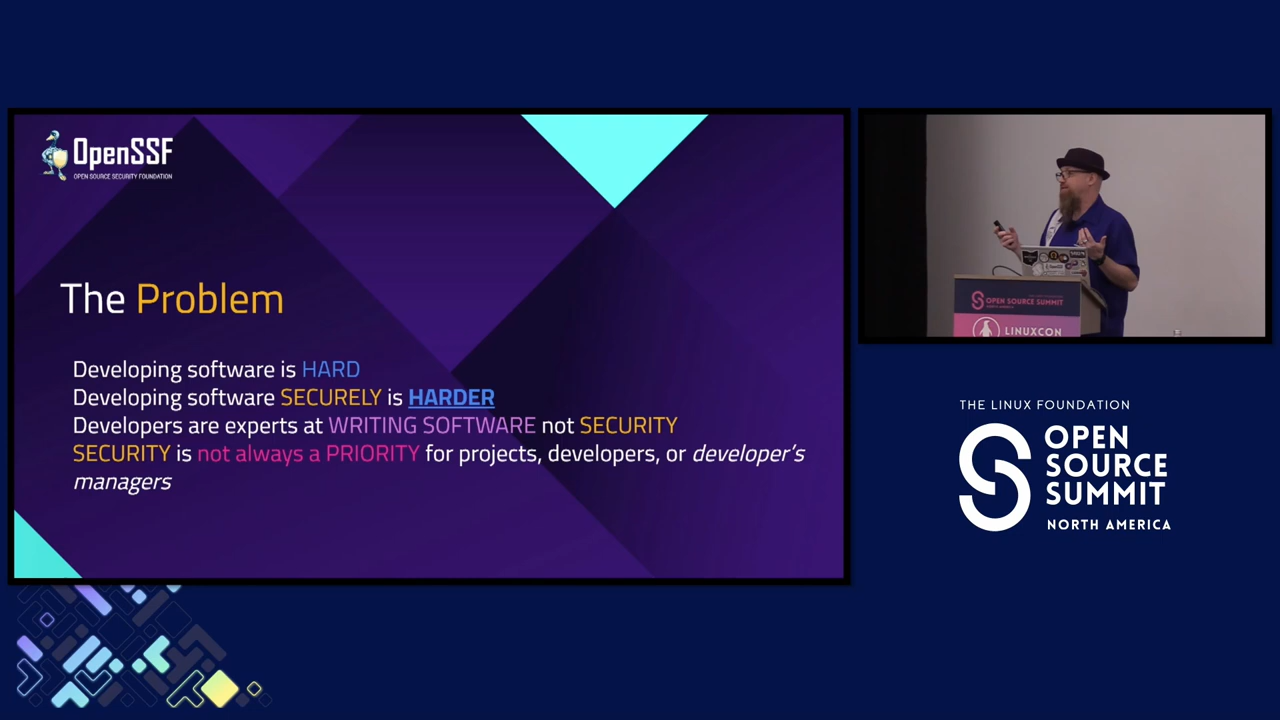 OpenSSF
OPEN SOURCE SECURITY FOUNDATION
The Problem
Developing software is HARD
Developing software SECURELY is HARDER
Developers are experts at WRITING SOFTWARE not SECURITY
SECURITY is not always a PRIORITY for projects, developers, or developer's
managers
OPEN SOURCE SUMMIT
LINUXCON
THE LINUX FOUNDATION
OPEN
SOURCE
SUMMIT
NORTH AMERICA